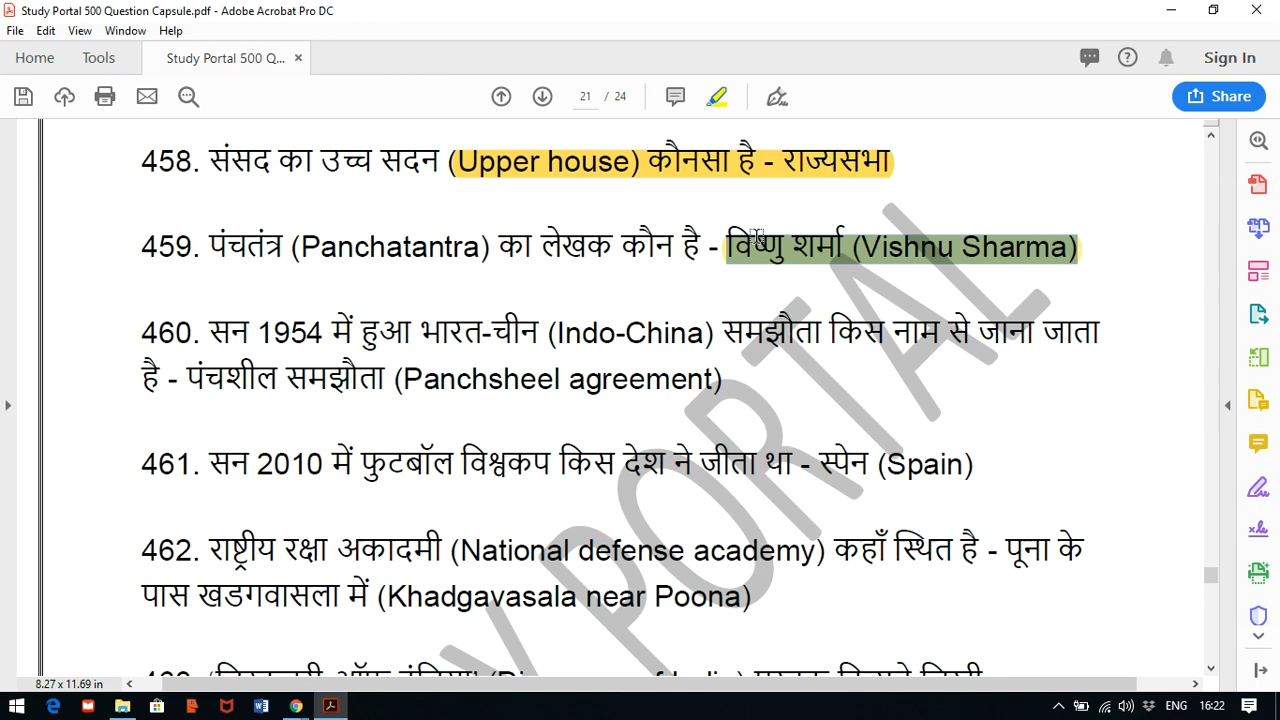 Study Portal 500 Question Capsule.pdf - Adobe Acrobat Pro DC
File Edit View Window Help
Home Tools Study Portal 500 Q... × Sign In
21 / 24 Share
458. संसद का उच्च सदन (Upper house) कौनसा है - राज्यसभा
459. पंचतंत्र (Panchatantra) का लेखक कौन है - विष्णु शर्मा (Vishnu Sharma)
460. सन 1954 में हुआ भारत-चीन (Indo-China) समझौता किस नाम से जाना जाता
है - पंचशील समझौता (Panchsheel agreement)
461. सन 2010 में फुटबॉल विश्वकप किस देश ने जीता था - स्पेन (Spain)
462. राष्ट्रीय रक्षा अकादमी (National defense academy) कहाँ स्थित है - पूना के
पास खडगवासला में (Khadgavasala near Poona)
Y PORTAL
8.27 x 11.69 in
ENG 16:22